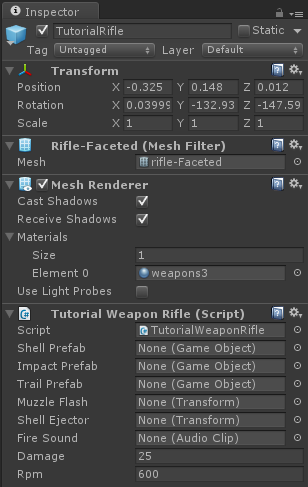 Inspector
TutorialRifle Static
Tag Untagged Layer Default
Transform
Position X -0.325 Y 0.148 Z 0.012
Rotation X 0.03999 Y -132.93 Z -147.59
Scale X 1 Y 1 Z 1
Rifle-Faceted (Mesh Filter)
Mesh rifle-Faceted
Mesh Renderer
Cast Shadows
Receive Shadows
Materials
Size 1
Element 0 weapons3
Use Light Probes
Tutorial Weapon Rifle (Script)
Script TutorialWeaponRifle
Shell Prefab None (Game Object)
Impact Prefab None (Game Object)
Trail Prefab None (Game Object)
Muzzle Flash None (Transform)
Shell Ejector None (Transform)
Fire Sound None (Audio Clip)
Damage 25
Rpm 600